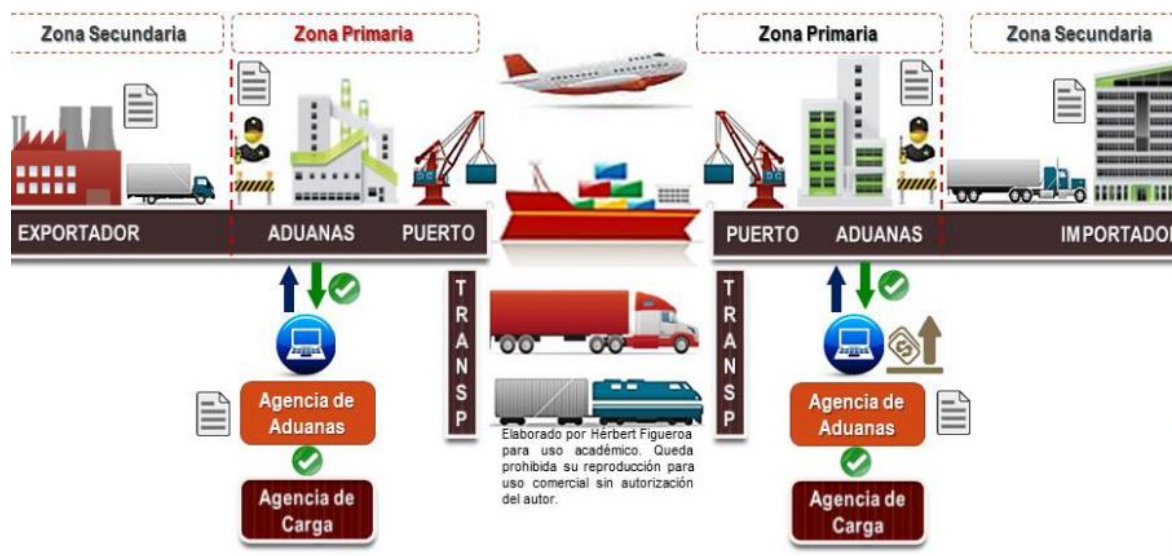 Zona Secundaria
Zona Primaria
Zona Primaria
Zona Secundaria
EXPORTADOR
ADUANAS
PUERTO
PUERTO
ADUANAS
IMPORTADOR
TRANSP
TRANSP
Agencia de
Aduanas
Agencia de
Carga
Elaborado por Hérbert Figueroa
para uso académico. Queda
prohibida su reproducción para
uso comercial sin autorización
del autor.
Agencia de
Aduanas
Agencia de
Carga